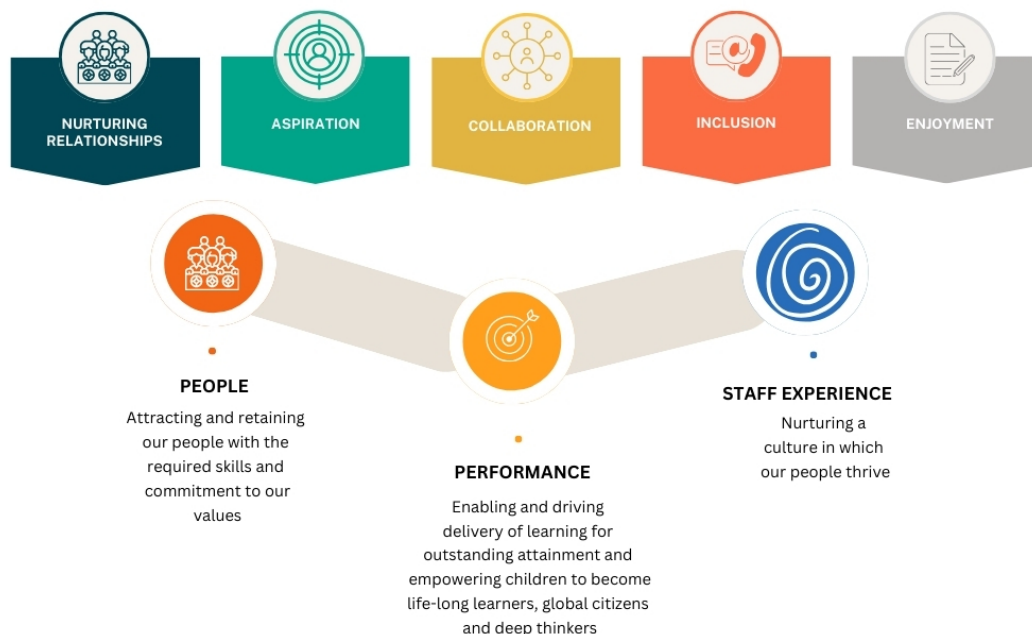 NURTURING
RELATIONSHIPS
ASPIRATION
COLLABORATION
INCLUSION
ENJOYMENT
PEOPLE
Attracting and retaining
our people with the
required skills and
commitment to our
values
PERFORMANCE
Enabling and driving
delivery of learning for
outstanding attainment and
empowering children to become
life-long learners, global citizens
and deep thinkers
STAFF EXPERIENCE
Nurturing a
culture in which
our people thrive